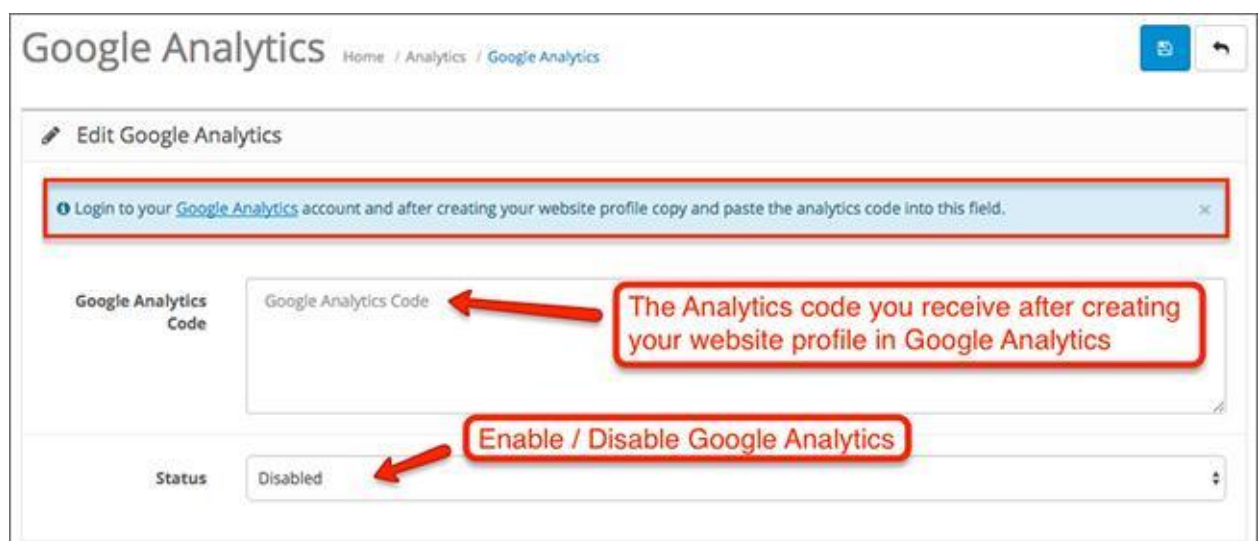 Google Analytics Home / Analytics / Google Analytics
Edit Google Analytics
Login to your Google Analytics account and after creating your website profile copy and paste the analytics code into this field. ×
Google Analytics Code
Google Analytics Code
The Analytics code you receive after creating
your website profile in Google Analytics
Enable / Disable Google Analytics
Status Disabled